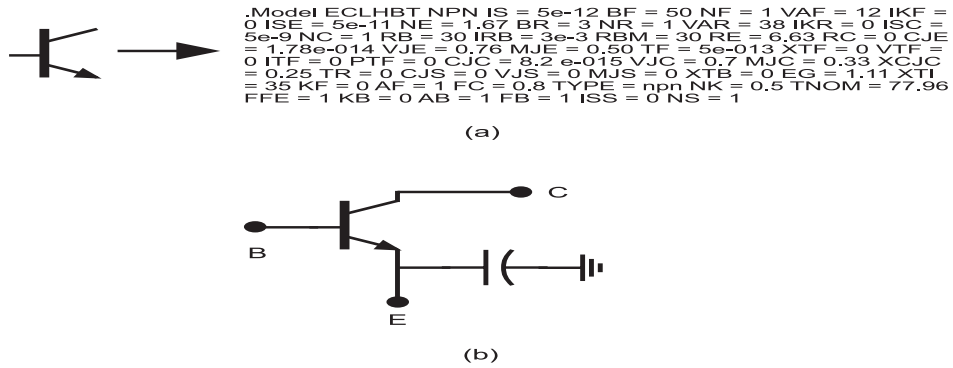 .Model ECLHBT NPN IS = 5e-12 BF = 50 NF = 1 VAF = 12 IKF =
0 ISE = 5e-11 NE = 1.67 BR = 3 NR = 1 VAR = 38 IKR = 0 ISC =
5e-9 NC = 1 RB = 30 IRB = 3e-3 RBM = 30 RE = 6.63 RC = 0 CJE
= 1.78e-014 VJE = 0.76 MJE = 0.50 TF = 5e-013 XTF = 0 VTF =
0 ITF = 0 PTF = 0 CJC = 8.2 e-015 VJC = 0.7 MJC = 0.33 XCJC
= 0.25 TR = 0 CJS = 0 VJS = 0 MJS = 0 XTB = 0 EG = 1.11 XTI
= 35 KF = 0 AF = 1 FC = 0.8 TYPE = npn NK = 0.5 TNOM = 77.96
FFE = 1 KB = 0 AB = 1 FB = 1 ISS = 0 NS = 1
(a)
C
B
E
(b)